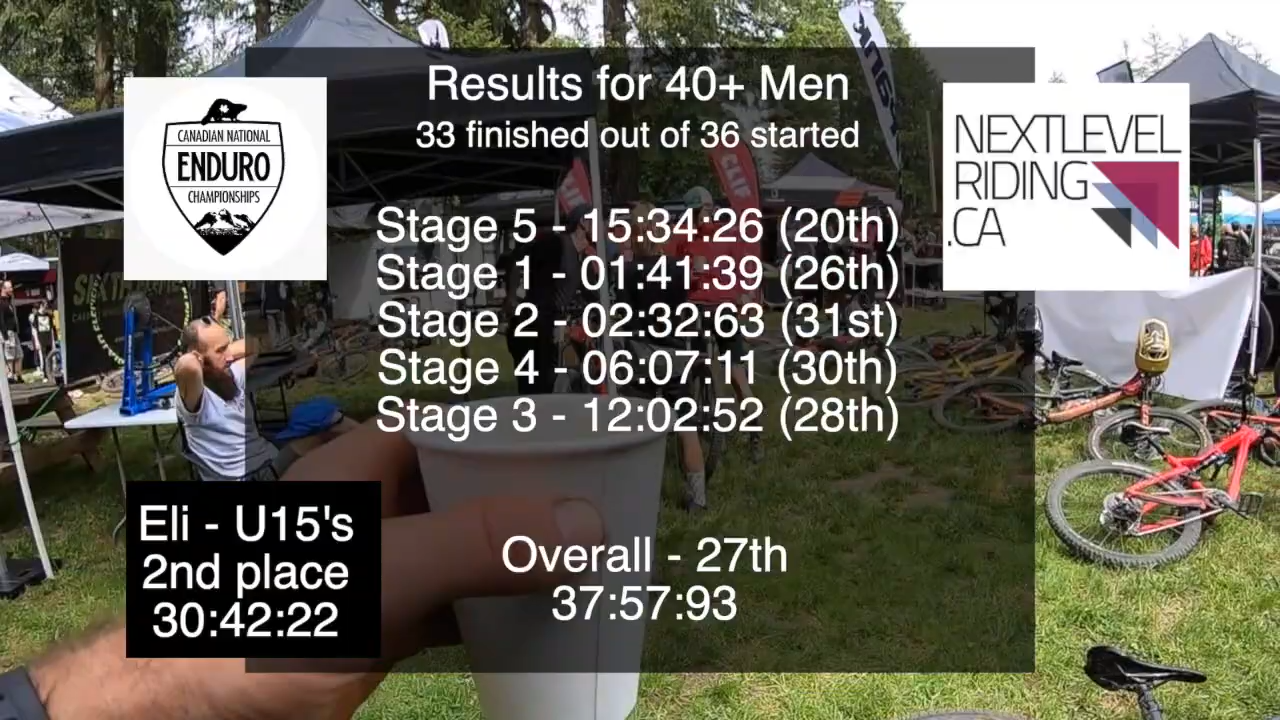 Results for 40+ Men
33 finished out of 36 started
CANADIAN NATIONAL
ENDURO
CHAMPIONSHIPS
NEXTLEVEL
RIDING
.CA
Stage 5 - 15:34:26 (20th)
Stage 1 - 01:41:39 (26th)
Stage 2 - 02:32:63 (31st)
Stage 4 - 06:07:11 (30th)
Stage 3 - 12:02:52 (28th)
Eli - U15's
2nd place
30:42:22
Overall - 27th
37:57:93
CLIF